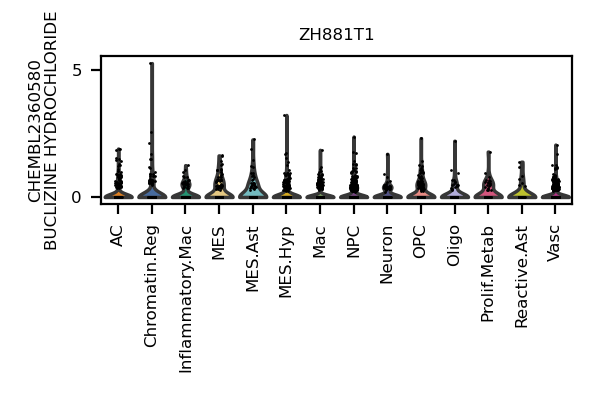 ZH881T1
CHEMBL2360580
BUCLIZINE HYDROCHLORIDE
5
0
AC
Chromatin.Reg
Inflammatory.Mac
MES
MES.Ast
MES.Hyp
Mac
NPC
Neuron
OPC
Oligo
Prolif.Metab
Reactive.Ast
Vasc